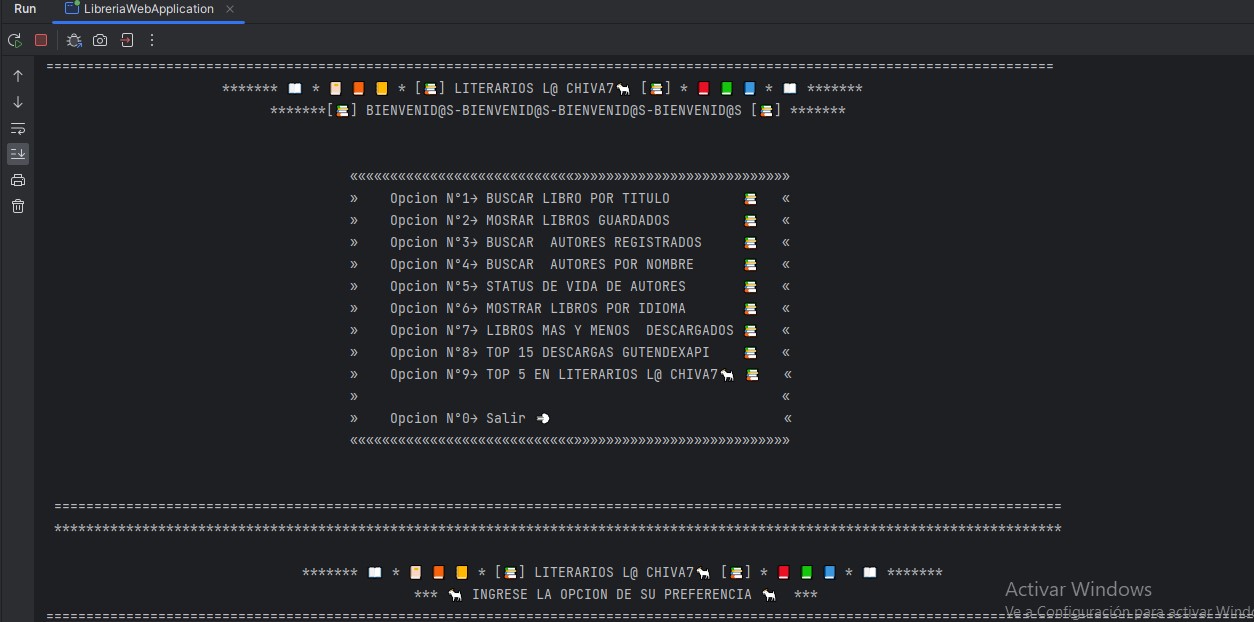 Run LibreriaWebApplication
==============================================================================================================================
******* 📖 * 📔 📙 📒 * [📚] LITERARIOS L@ CHIVA7🐐 [📚] * 📕 📗 📘 * 📖 *******
*******[📚] BIENVENID@S-BIENVENID@S-BIENVENID@S-BIENVENID@S [📚] *******
«««««««««««««««««««««««««««»»»»»»»»»»»»»»»»»»»»»»»»»»»
» Opcion N°1→ BUSCAR LIBRO POR TITULO 📚 «
» Opcion N°2→ MOSRAR LIBROS GUARDADOS 📚 «
» Opcion N°3→ BUSCAR  AUTORES REGISTRADOS 📚 «
» Opcion N°4→ BUSCAR  AUTORES POR NOMBRE 📚 «
» Opcion N°5→ STATUS DE VIDA DE AUTORES 📚 «
» Opcion N°6→ MOSTRAR LIBROS POR IDIOMA 📚 «
» Opcion N°7→ LIBROS MAS Y MENOS  DESCARGADOS 📚 «
» Opcion N°8→ TOP 15 DESCARGAS GUTENDEXAPI 📚 «
» Opcion N°9→ TOP 5 EN LITERARIOS L@ CHIVA7🐐 📚 «
» «
» Opcion N°0→ Salir «
«««««««««««««««««««««««««««»»»»»»»»»»»»»»»»»»»»»»»»»»»
==============================================================================================================================
******************************************************************************************************************************
******* 📖 * 📔 📙 📒 * [📚] LITERARIOS L@ CHIVA7🐐 [📚] * 📕 📗 📘 * 📖 *******
*** 🐐 INGRESE LA OPCION DE SU PREFERENCIA 🐐 ***
Activar Windows
Ve a Configuración para activar Windo
==============================================================================================================================